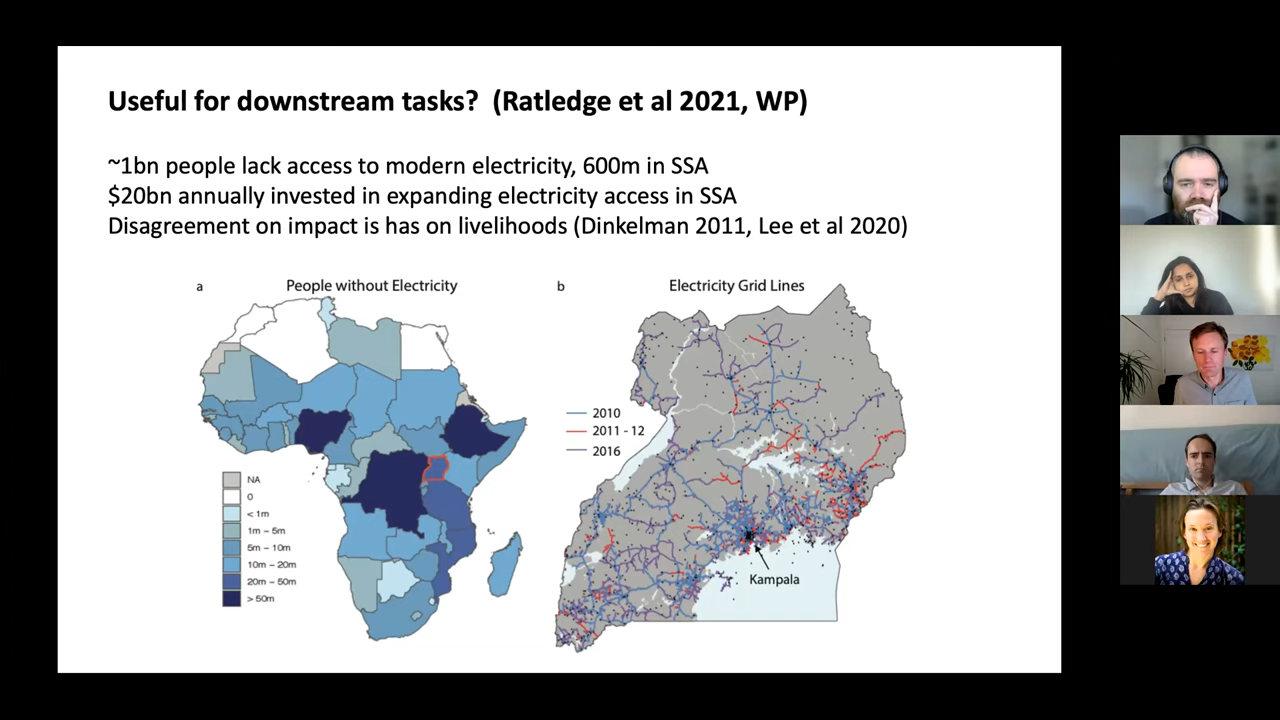 Useful for downstream tasks? (Ratledge et al 2021, WP)
~1bn people lack access to modern electricity, 600m in SSA
$20bn annually invested in expanding electricity access in SSA
Disagreement on impact is has on livelihoods (Dinkelman 2011, Lee et al 2020)
a
People without Electricity
NA
0
< 1m
1m – 5m
5m – 10m
10m – 20m
20m – 50m
> 50m
b
Electricity Grid Lines
2010
2011 - 12
2016
Kampala